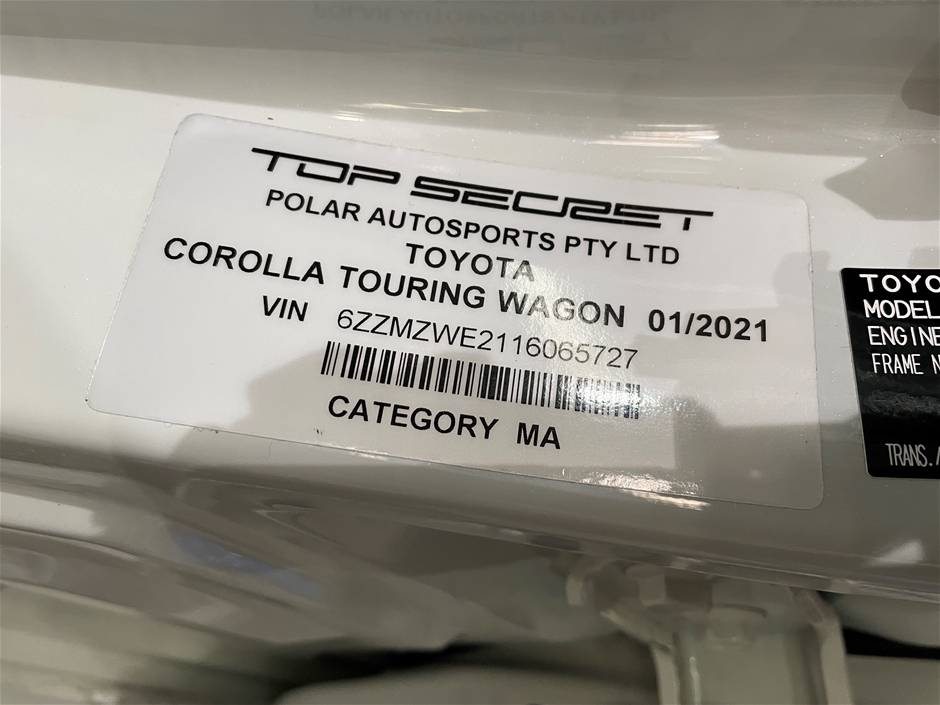 TOP SECRET
POLAR AUTOSPORTS PTY LTD
TOYOTA
COROLLA TOURING WAGON 01/2021
VIN 6ZZMZWE2116065727
CATEGORY MA
TOYO
MODEL
ENGINE
FRAME N
TRANS./